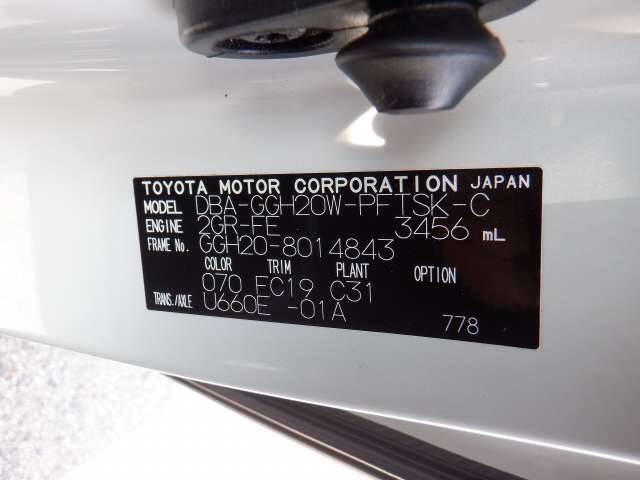 TOYOTA MOTOR CORPORATION JAPAN
MODEL DBA-GGH20W-PFTSK-C
ENGINE 2GR-FE 3456 mL
FRAME No. GGH20-8014843
COLOR TRIM PLANT OPTION
070 FC19 C31
TRANS./AXLE U660E -01A
778